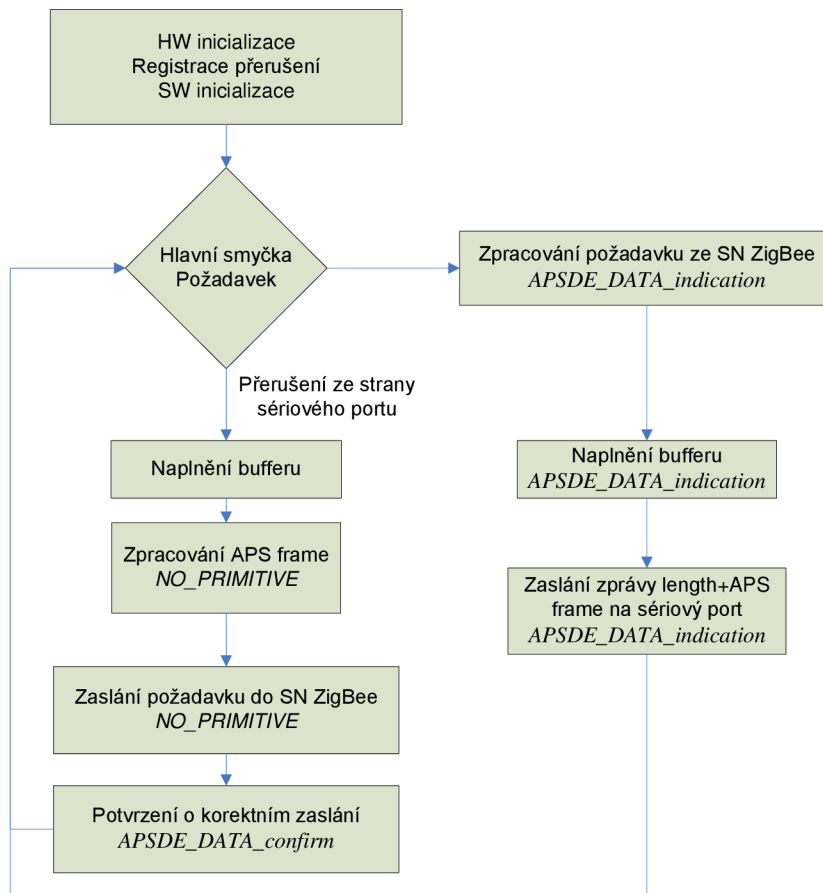 HW inicializace
Registrace přerušení
SW inicializace
Hlavní smyčka
Požadavek
Zpracování požadavku ze SN ZigBee
APSDE_DATA_indication
Přerušení ze strany
sériového portu
Naplnění bufferu
Naplnění bufferu
APSDE_DATA_indication
Zpracování APS frame
NO_PRIMITIVE
Zaslání zprávy length+APS
frame na sériový port
APSDE_DATA_indication
Zaslání požadavku do SN ZigBee
NO_PRIMITIVE
Potvrzení o korektním zaslání
APSDE_DATA_confirm